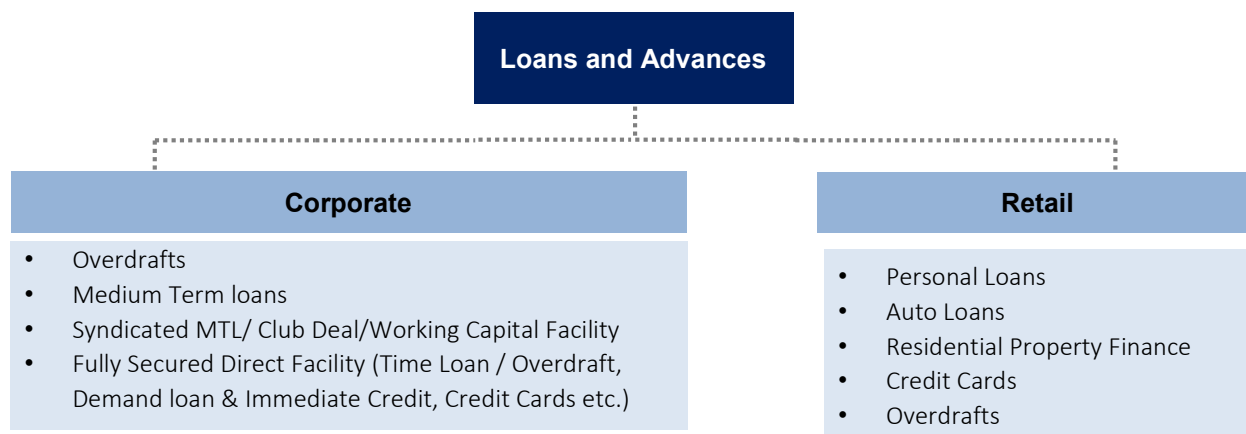 Loans and Advances
Corporate
• Overdrafts
• Medium Term loans
• Syndicated MTL/ Club Deal/Working Capital Facility
• Fully Secured Direct Facility (Time Loan / Overdraft,
Demand loan & Immediate Credit, Credit Cards etc.)
Retail
• Personal Loans
• Auto Loans
• Residential Property Finance
• Credit Cards
• Overdrafts